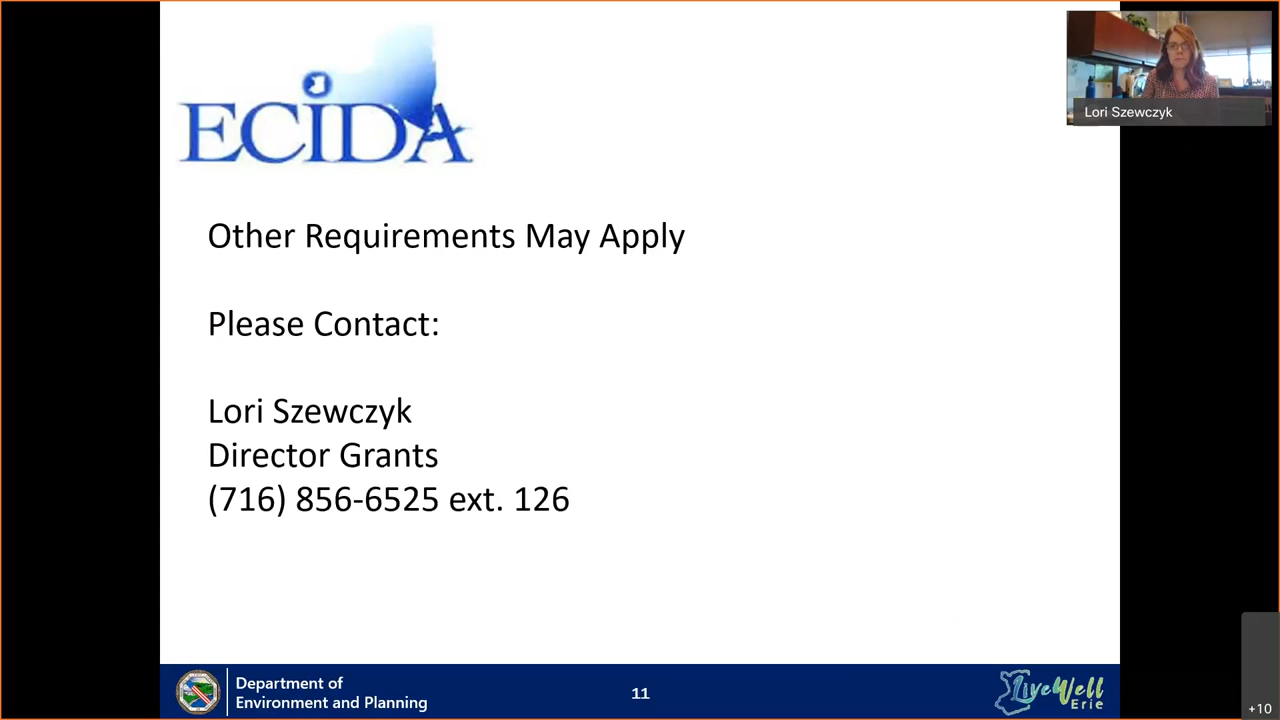 ECIDA
Lori Szewczyk
Other Requirements May Apply
Please Contact:
Lori Szewczyk
Director Grants
(716) 856-6525 ext. 126
Department of
Environment and Planning
11
LiveWell
Erie
+10